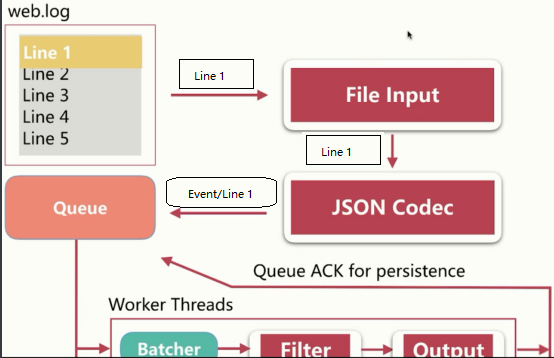 web.log
Line 1
Line 2
Line 3
Line 4
Line 5
Line 1
File Input
Line 1
JSON Codec
Event/Line 1
Queue
Queue ACK for persistence
Worker Threads
Batcher
Filter
Output